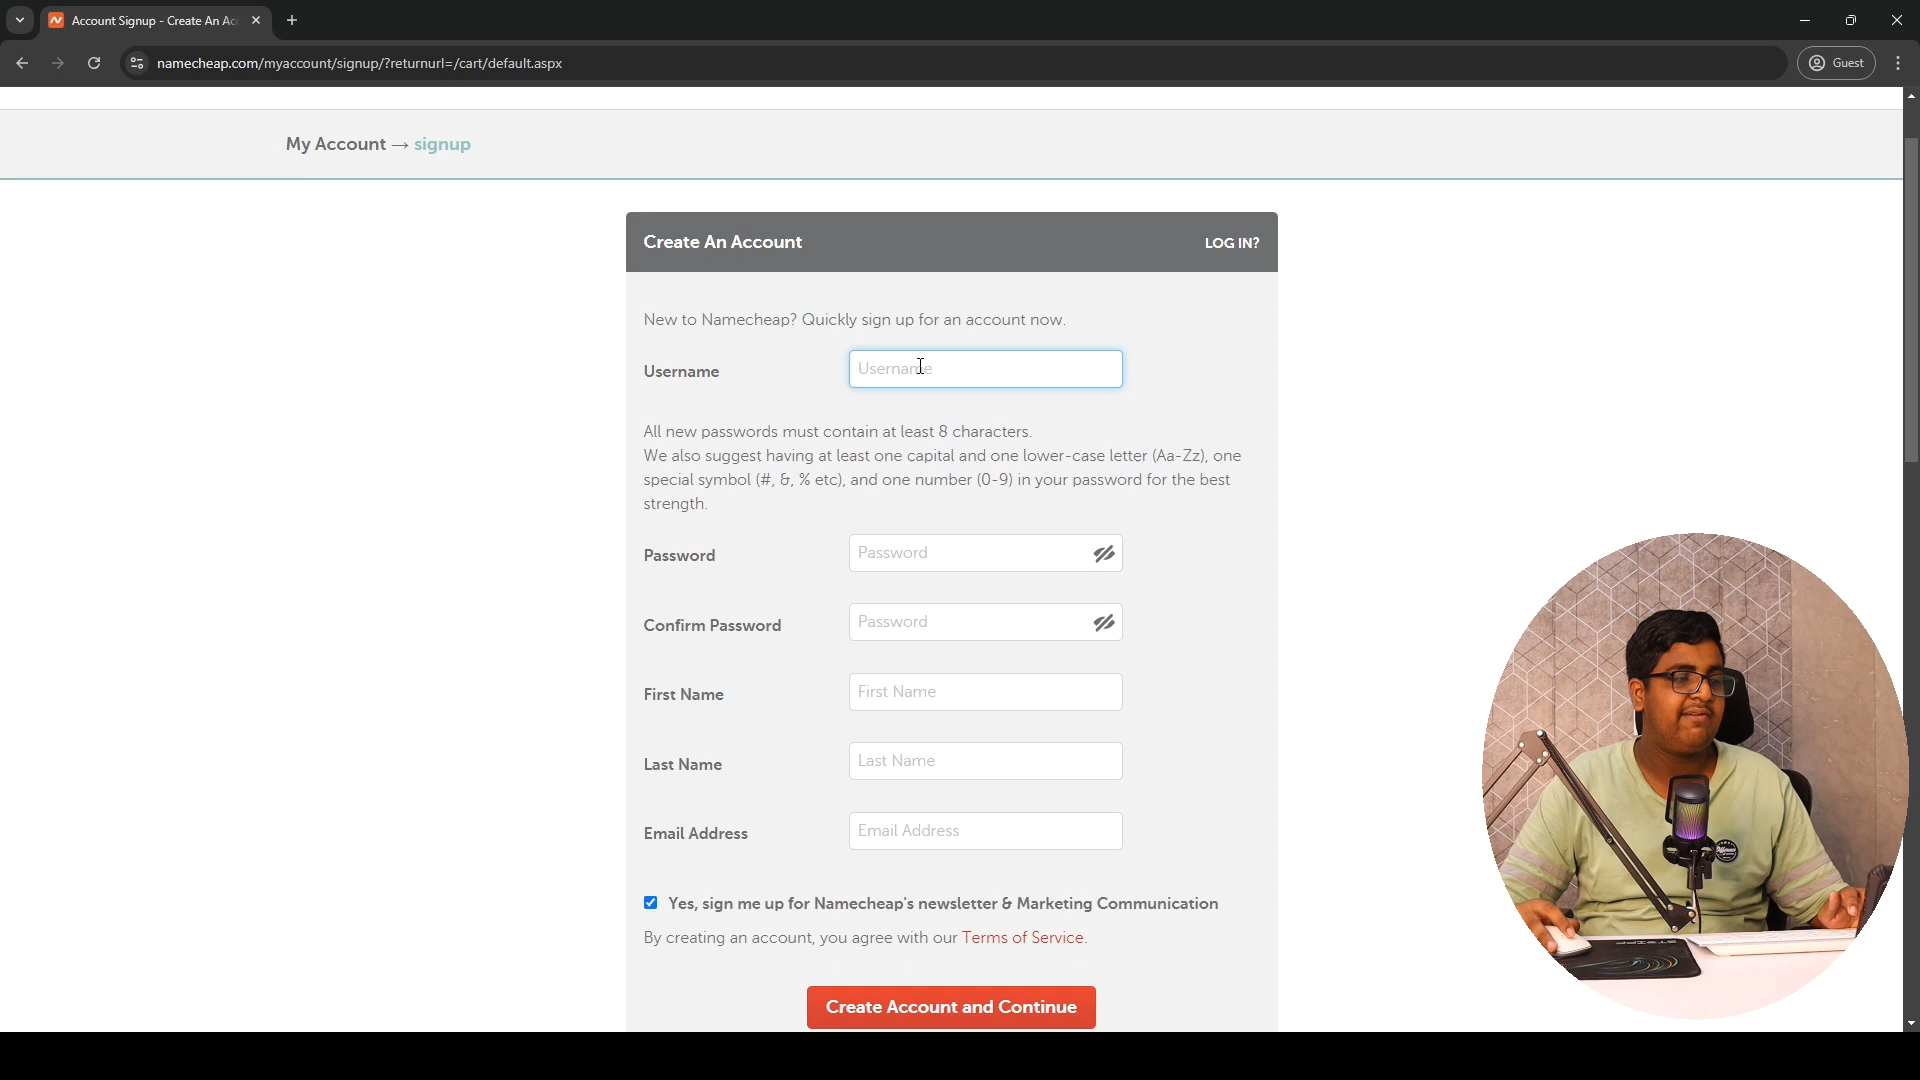 Account Signup - Create An Ac
namecheap.com/myaccount/signup/?returnurl=/cart/default.aspx
Guest
My Account → signup
Create An Account
LOG IN?
New to Namecheap? Quickly sign up for an account now.
Username
Username
All new passwords must contain at least 8 characters.
We also suggest having at least one capital and one lower-case letter (Aa-Zz), one
special symbol (#, &, % etc), and one number (0-9) in your password for the best
strength.
Password
Password
Confirm Password
Password
First Name
First Name
Last Name
Last Name
Email Address
Email Address
Yes, sign me up for Namecheap's newsletter & Marketing Communication
By creating an account, you agree with our Terms of Service.
Create Account and Continue